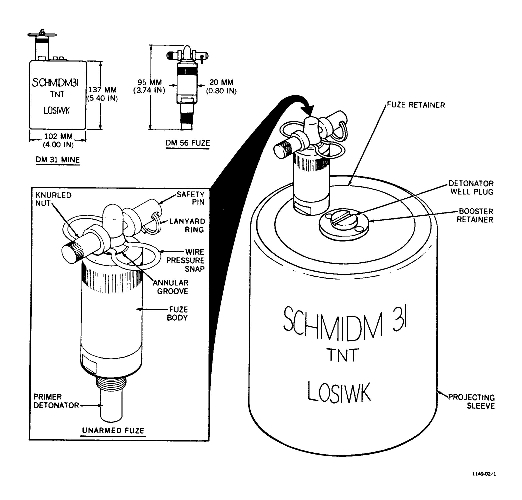 SCHMIDM31
TNT
LOSIWK
137 MM
(5.40 IN)
102 MM
(4.00 IN)
DM 31 MINE
95 MM
(3.74 IN)
20 MM
(0.80 IN)
DM 56 FUZE
KNURLED
NUT
SAFETY
PIN
LANYARD
RING
WIRE
PRESSURE
SNAP
ANNULAR
GROOVE
FUZE
BODY
PRIMER
DETONATOR
UNARMED FUZE
FUZE RETAINER
DETONATOR
WELL PLUG
BOOSTER
RETAINER
SCHMIDM 31
TNT
LOSIWK
PROJECTING
SLEEVE